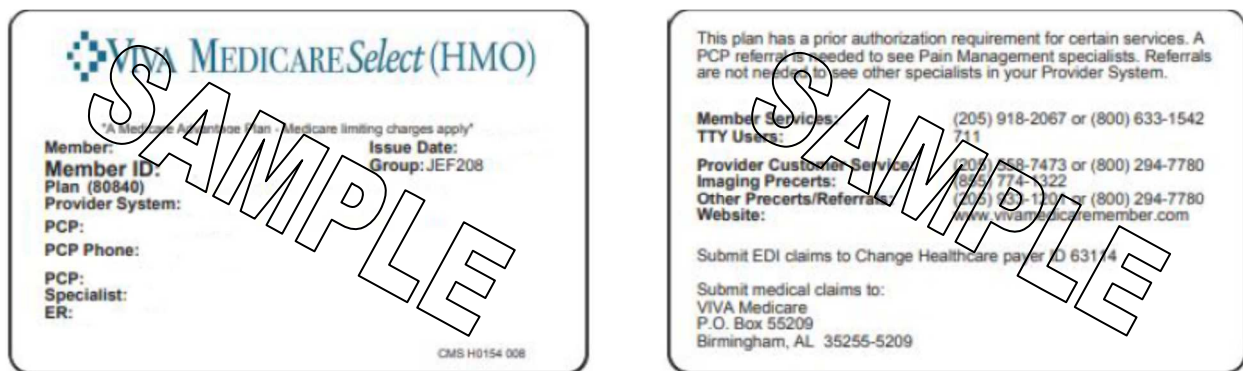 VIVA MEDICARE Select (HMO)
"A Medicare Advantage Plan - Medicare limiting charges apply"
Member: Issue Date:
Member ID: Group: JEF208
Plan (80840)
Provider System:
PCP:
PCP Phone:
PCP:
Specialist:
ER:
CMS H0154 008
SAMPLE
This plan has a prior authorization requirement for certain services. A
PCP referral is needed to see Pain Management specialists. Referrals
are not needed to see other specialists in your Provider System.
Member Services: (205) 918-2067 or (800) 633-1542
TTY Users: 711
Provider Customer Service: (205) 558-7473 or (800) 294-7780
Imaging Precerts: 774-1322
Other Precerts/Referrals: (205) or (800) 294-7780
Website: www.vivamedicaremember.com
Submit EDI claims to Change Healthcare payer ID 63114
Submit medical claims to:
VIVA Medicare
P.O. Box 55209
Birmingham, AL 35255-5209
SAMPLE